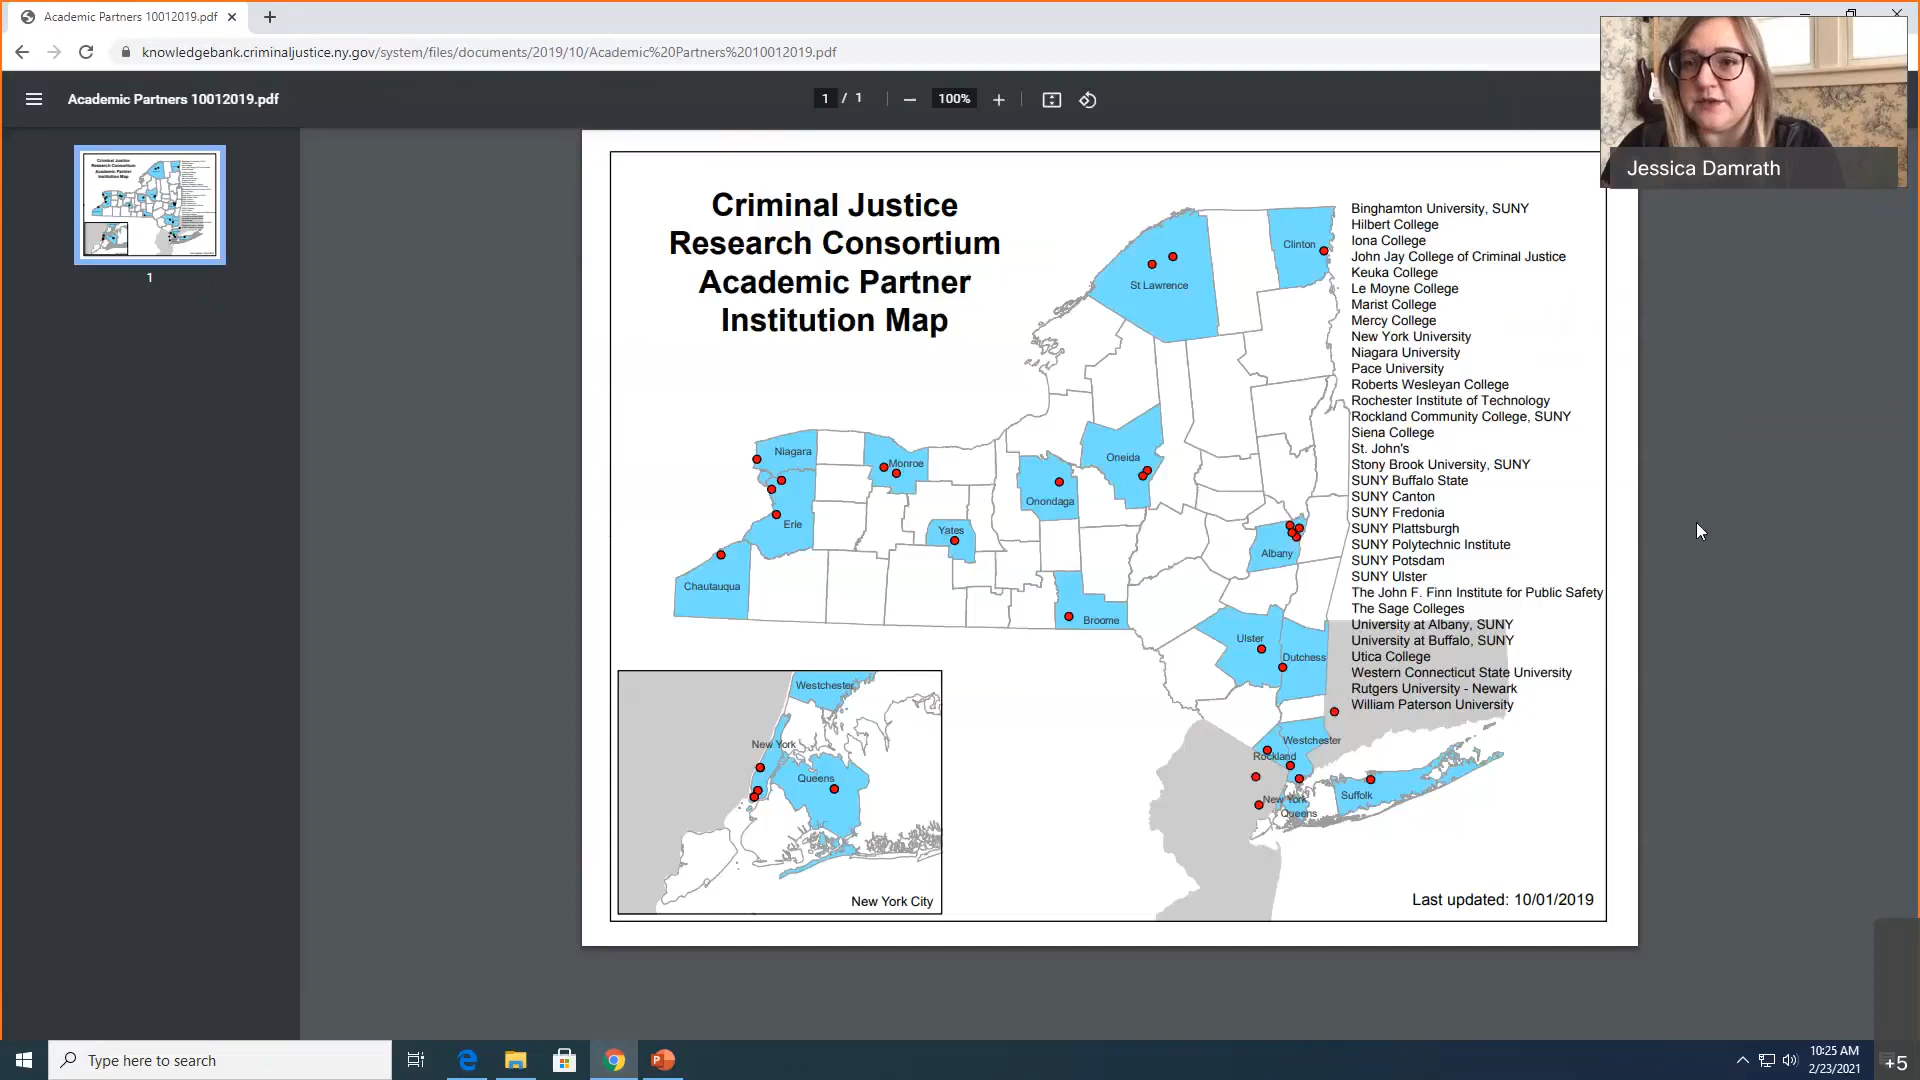 Academic Partners 10012019.pdf
knowledgebank.criminaljustice.ny.gov/system/files/documents/2019/10/Academic%20Partners%2010012019.pdf
Academic Partners 10012019.pdf
1 / 1
100%
Jessica Damrath
Criminal Justice
Research Consortium
Academic Partner
Institution Map
1
Criminal Justice
Research Consortium
Academic Partner
Institution Map
Binghamton University, SUNY
Hilbert College
Iona College
John Jay College of Criminal Justice
Keuka College
Le Moyne College
Marist College
Mercy College
New York University
Niagara University
Pace University
Roberts Wesleyan College
Rochester Institute of Technology
Rockland Community College, SUNY
Siena College
St. John's
Stony Brook University, SUNY
SUNY Buffalo State
SUNY Canton
SUNY Fredonia
SUNY Plattsburgh
SUNY Polytechnic Institute
SUNY Potsdam
SUNY Ulster
The John F. Finn Institute for Public Safety
The Sage Colleges
University at Albany, SUNY
University at Buffalo, SUNY
Utica College
Western Connecticut State University
Rutgers University - Newark
William Paterson University
Clinton
St Lawrence
Niagara
Monroe
Oneida
Onondaga
Erie
Yates
Albany
Chautauqua
Broome
Ulster
Dutchess
Westchester
Rockland
New York
Suffolk
Queens
Westchester
New York
Queens
New York City
Last updated: 10/01/2019
Type here to search
10:25 AM
2/23/2021
+5